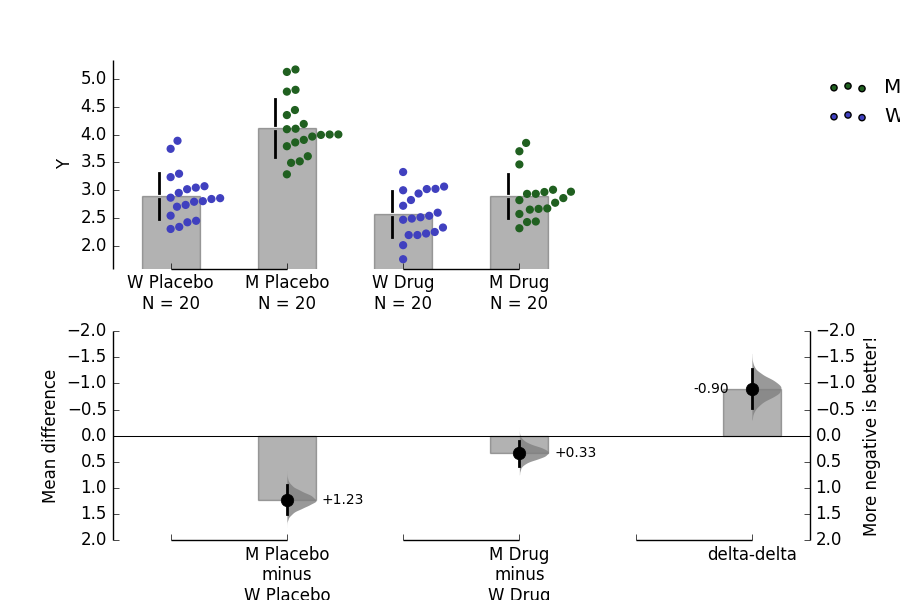 5.0
4.5
4.0
3.5
3.0
2.5
2.0
Y
M
W Placebo
N = 20
M Placebo
N = 20
W Drug
N = 20
M Drug
N = 20
−2.0
−1.5
−1.0
−0.5
0.0
0.5
1.0
1.5
2.0
Mean difference
+1.23
+0.33
-0.90
−2.0
−1.5
−1.0
−0.5
0.0
0.5
1.0
1.5
2.0
More negative is better!
M Placebo
minus
W Placebo
M Drug
minus
W Drug
delta-delta